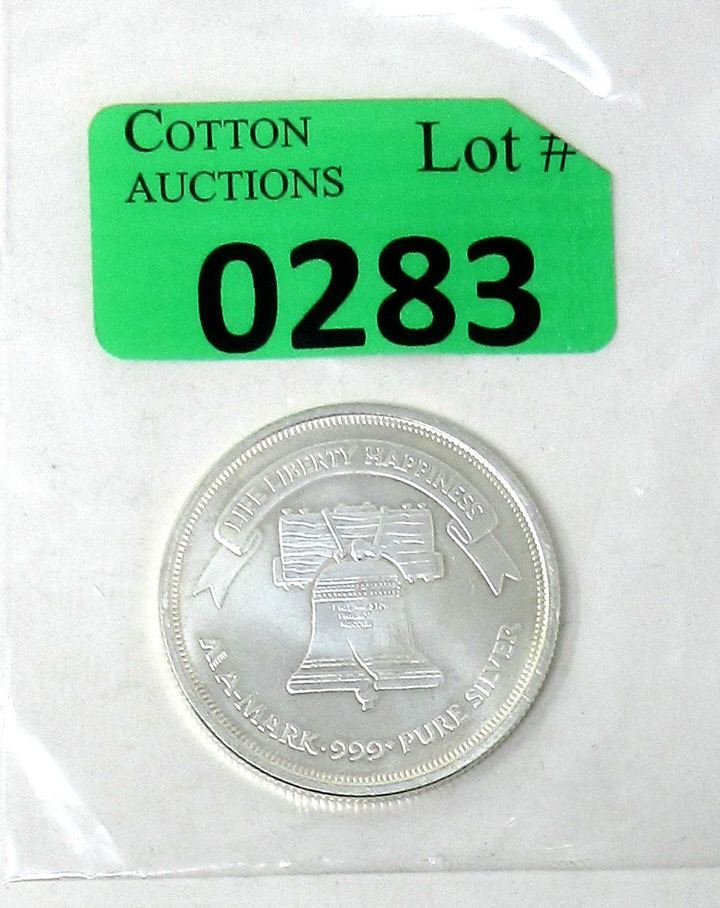 COTTON
AUCTIONS
Lot #
0283
LIFE LIBERTY HAPPINESS
A-MARK · 999+ PURE SILVER